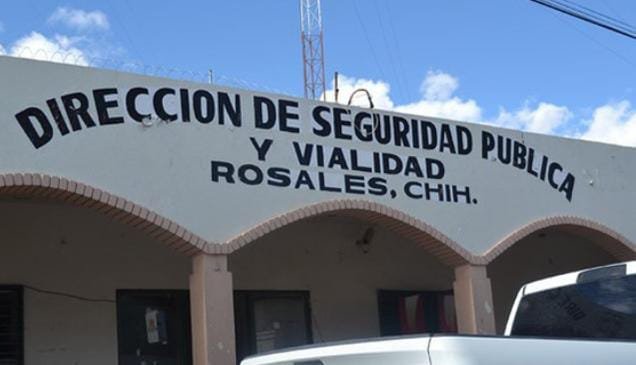 DIRECCION DE SEGURIDAD PUBLICA
Y VIALIDAD
ROSALES, CHIH.